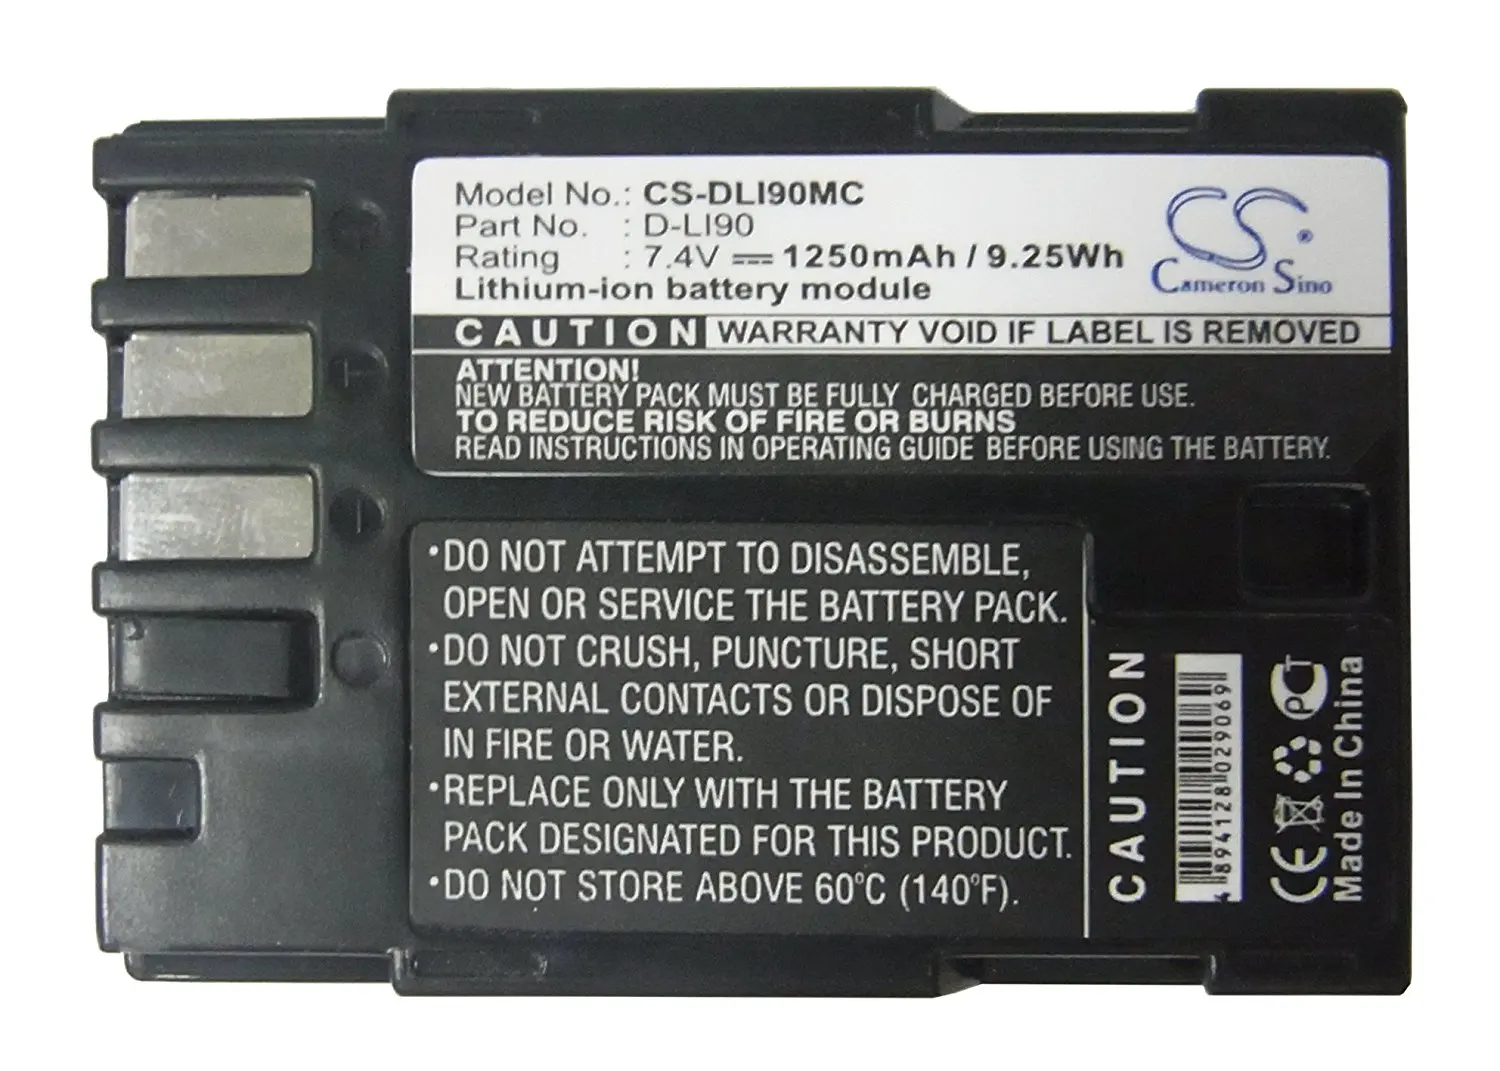 Model No.: CS-DLI90MC
Part No. : D-LI90
Rating : 7.4V ⎓ 1250mAh / 9.25Wh
Lithium-ion battery module
CS®
Cameron Sino
CAUTION WARRANTY VOID IF LABEL IS REMOVED
ATTENTION!
NEW BATTERY PACK MUST BE FULLY CHARGED BEFORE USE.
TO REDUCE RISK OF FIRE OR BURNS
READ INSTRUCTIONS IN OPERATING GUIDE BEFORE USING THE BATTERY.
•DO NOT ATTEMPT TO DISASSEMBLE,
OPEN OR SERVICE THE BATTERY PACK.
•DO NOT CRUSH, PUNCTURE, SHORT
EXTERNAL CONTACTS OR DISPOSE OF
IN FIRE OR WATER.
•REPLACE ONLY WITH THE BATTERY
PACK DESIGNATED FOR THIS PRODUCT.
•DO NOT STORE ABOVE 60°C (140°F).
CAUTION
4894128029069
CE PCT
Made In China